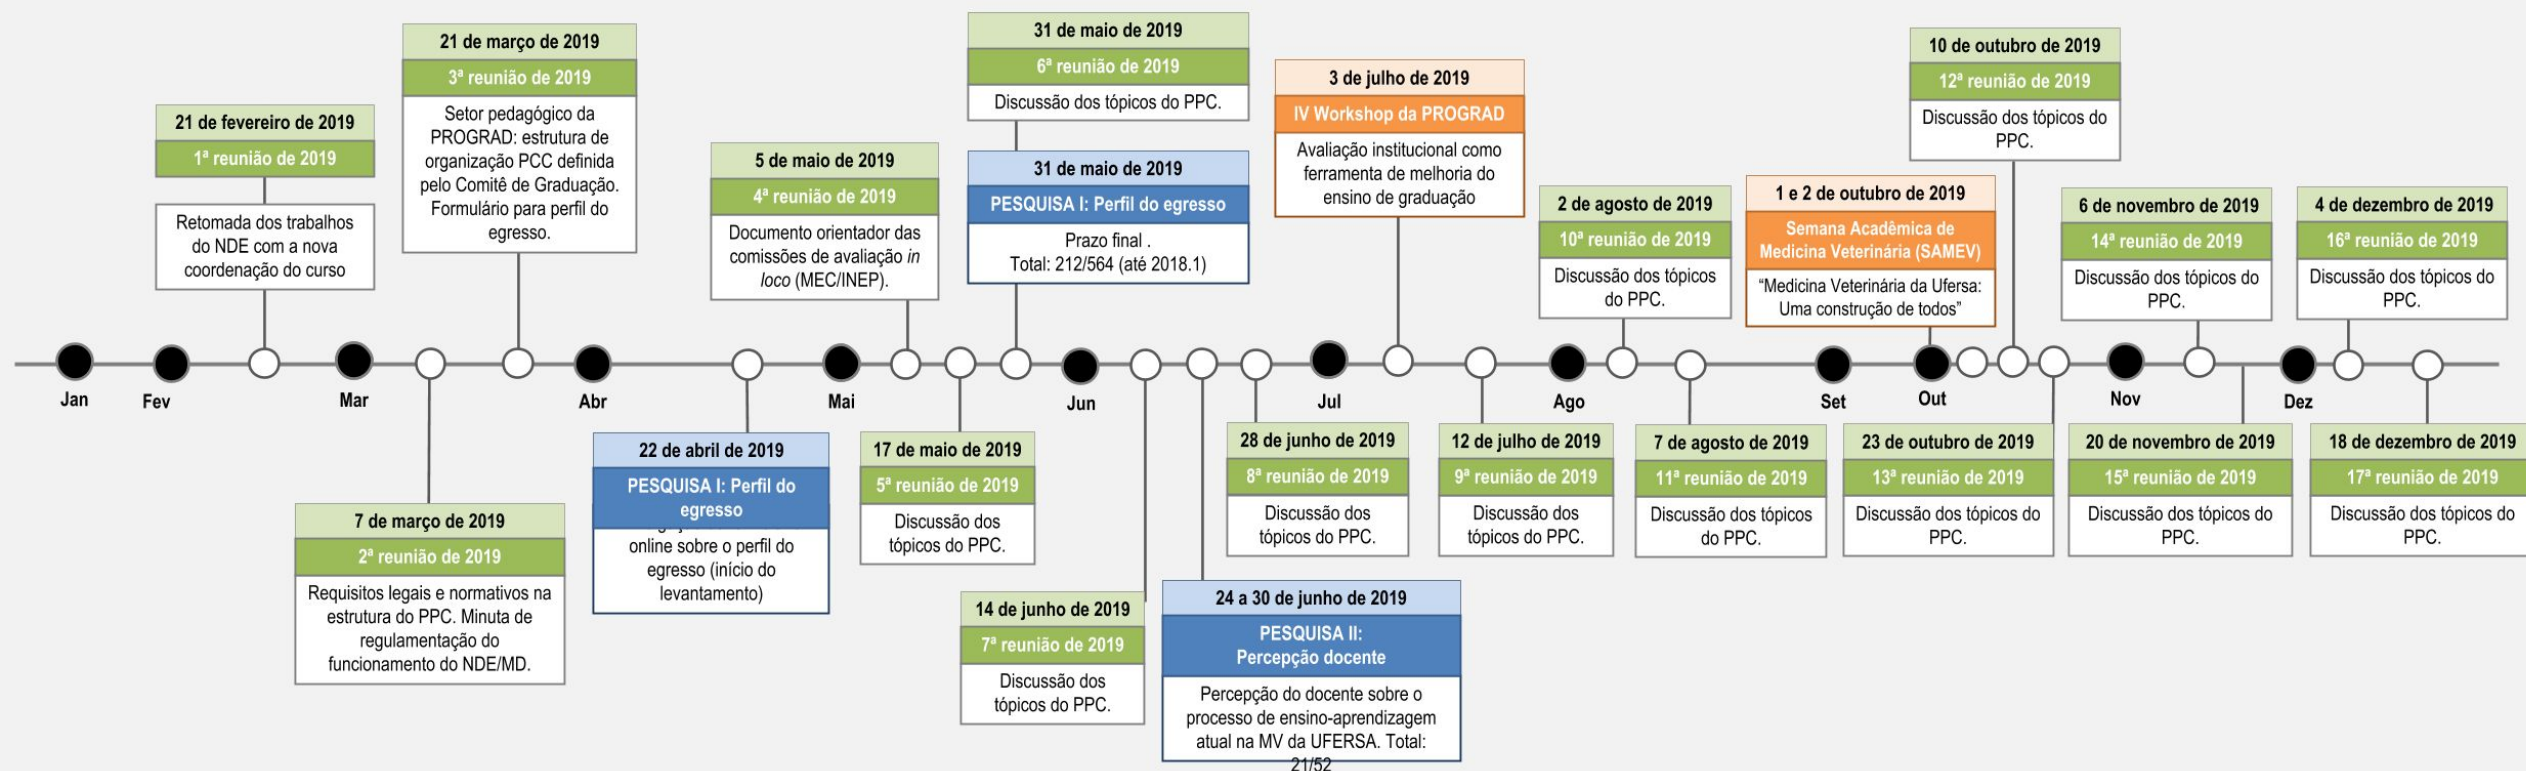 21 de fevereiro de 2019
1ª reunião de 2019
Retomada dos trabalhos
do NDE com a nova
coordenação do curso
21 de março de 2019
3ª reunião de 2019
Setor pedagógico da
PROGRAD: estrutura de
organização PCC definida
pelo Comitê de Graduação.
Formulário para perfil do
egresso.
5 de maio de 2019
4ª reunião de 2019
Documento orientador das
comissões de avaliação in
loco (MEC/INEP).
31 de maio de 2019
6ª reunião de 2019
Discussão dos tópicos do PPC.
31 de maio de 2019
PESQUISA I: Perfil do egresso
Prazo final .
Total: 212/564 (até 2018.1)
3 de julho de 2019
IV Workshop da PROGRAD
Avaliação institucional como
ferramenta de melhoria do
ensino de graduação
2 de agosto de 2019
10ª reunião de 2019
Discussão dos tópicos
do PPC.
1 e 2 de outubro de 2019
Semana Acadêmica de
Medicina Veterinária (SAMEV)
“Medicina Veterinária da Ufersa:
Uma construção de todos”
10 de outubro de 2019
12ª reunião de 2019
Discussão dos tópicos do
PPC.
6 de novembro de 2019
14ª reunião de 2019
Discussão dos tópicos do
PPC.
4 de dezembro de 2019
16ª reunião de 2019
Discussão dos tópicos do
PPC.
Jan
Fev
Mar
Abr
Mai
Jun
Jul
Ago
Set
Out
Nov
Dez
7 de março de 2019
2ª reunião de 2019
Requisitos legais e normativos na
estrutura do PPC. Minuta de
regulamentação do
funcionamento do NDE/MD.
22 de abril de 2019
PESQUISA I: Perfil do
egresso
online sobre o perfil do
egresso (início do
levantamento)
17 de maio de 2019
5ª reunião de 2019
Discussão dos
tópicos do PPC.
14 de junho de 2019
7ª reunião de 2019
Discussão dos
tópicos do PPC.
24 a 30 de junho de 2019
PESQUISA II:
Percepção docente
Percepção do docente sobre o
processo de ensino-aprendizagem
atual na MV da UFERSA. Total:
21/52
28 de junho de 2019
8ª reunião de 2019
Discussão dos
tópicos do PPC.
12 de julho de 2019
9ª reunião de 2019
Discussão dos
tópicos do PPC.
7 de agosto de 2019
11ª reunião de 2019
Discussão dos tópicos
do PPC.
23 de outubro de 2019
13ª reunião de 2019
Discussão dos tópicos do
PPC.
20 de novembro de 2019
15ª reunião de 2019
Discussão dos tópicos do
PPC.
18 de dezembro de 2019
17ª reunião de 2019
Discussão dos tópicos do
PPC.